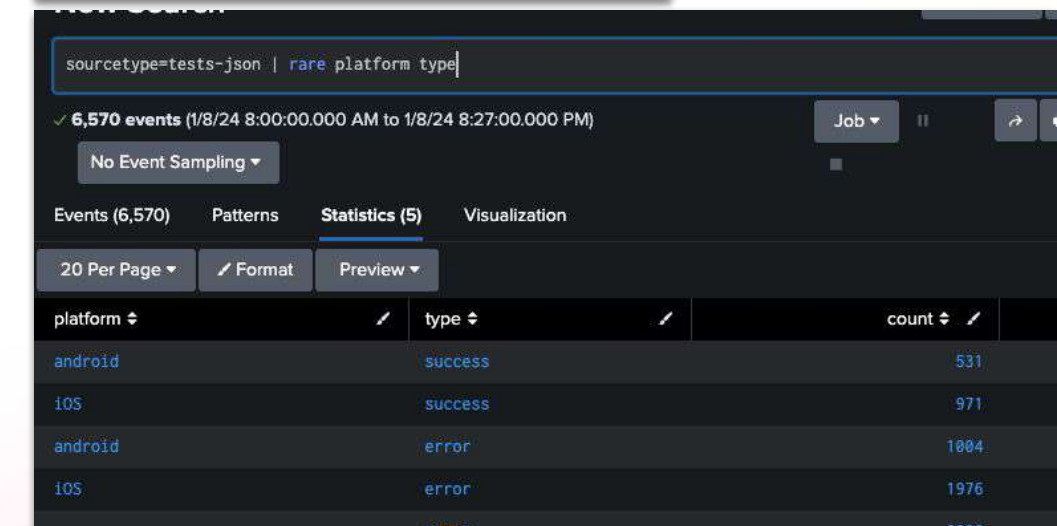 sourcetype=tests-json | rare platform type
6,570 events (1/8/24 8:00:00.000 AM to 1/8/24 8:27:00.000 PM)
Job
No Event Sampling
Events (6,570) Patterns Statistics (5) Visualization
20 Per Page Format Preview
platform type count
android success 531
iOS success 971
android error 1004
iOS error 1976